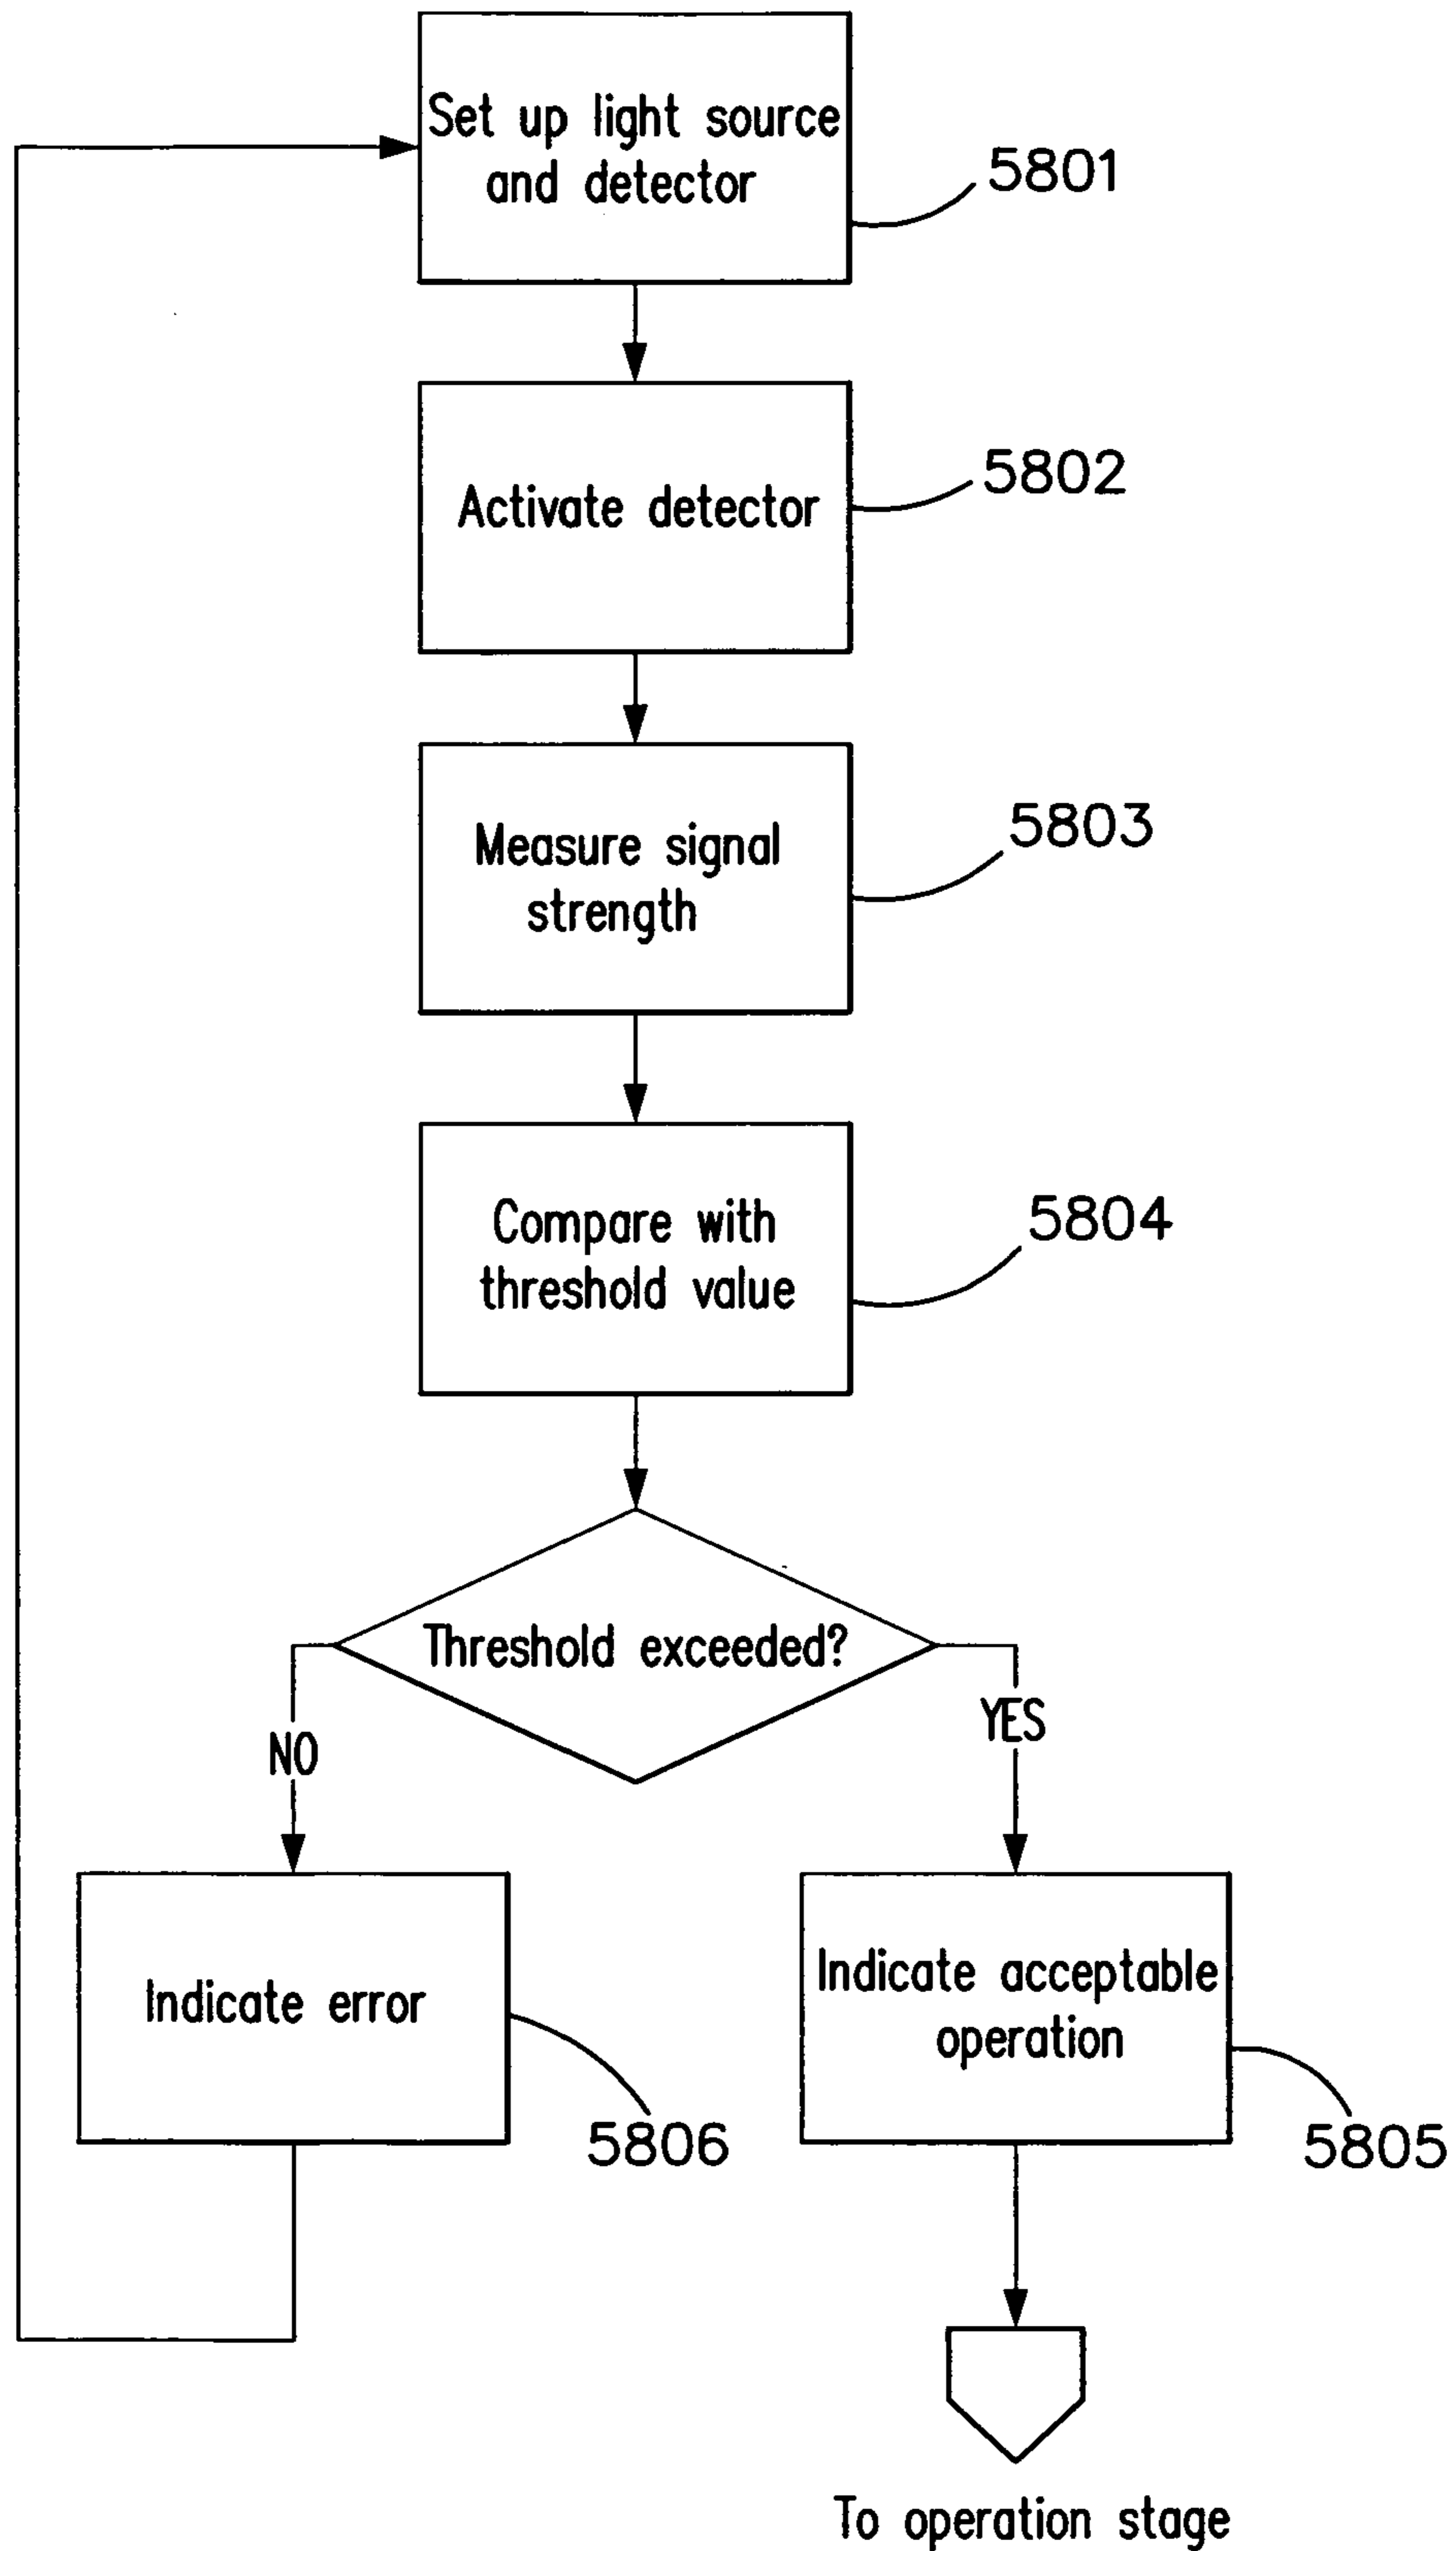 Set up light source
and detector
5801
Activate detector
5802
Measure signal
strength
5803
Compare with
threshold value
5804
Threshold exceeded?
NO
YES
Indicate error
5806
Indicate acceptable
operation
5805
To operation stage